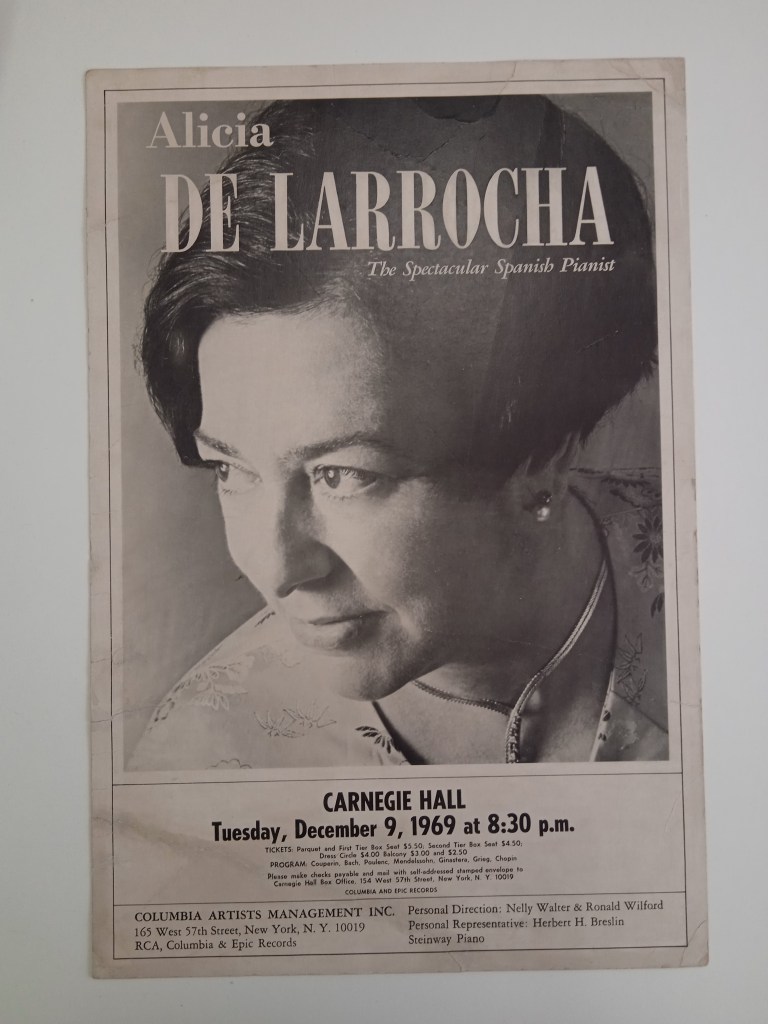 Alicia
DE LARROCHA
The Spectacular Spanish Pianist
CARNEGIE HALL
Tuesday, December 9, 1969 at 8:30 p.m.
TICKETS: Parquet and First Tier Box Seat $5.50; Second Tier Box Seat $4.50;
Dress Circle $4.00 Balcony $3.00 and $2.50
PROGRAM: Couperin, Bach, Poulenc, Mendelssohn, Ginastera, Grieg, Chopin
Please make checks payable and mail with self-addressed stamped envelope to
Carnegie Hall Box Office, 154 West 57th Street, New York, N. Y. 10019
COLUMBIA AND EPIC RECORDS
COLUMBIA ARTISTS MANAGEMENT INC.
165 West 57th Street, New York, N. Y. 10019
RCA, Columbia & Epic Records
Personal Direction: Nelly Walter & Ronald Wilford
Personal Representative: Herbert H. Breslin
Steinway Piano